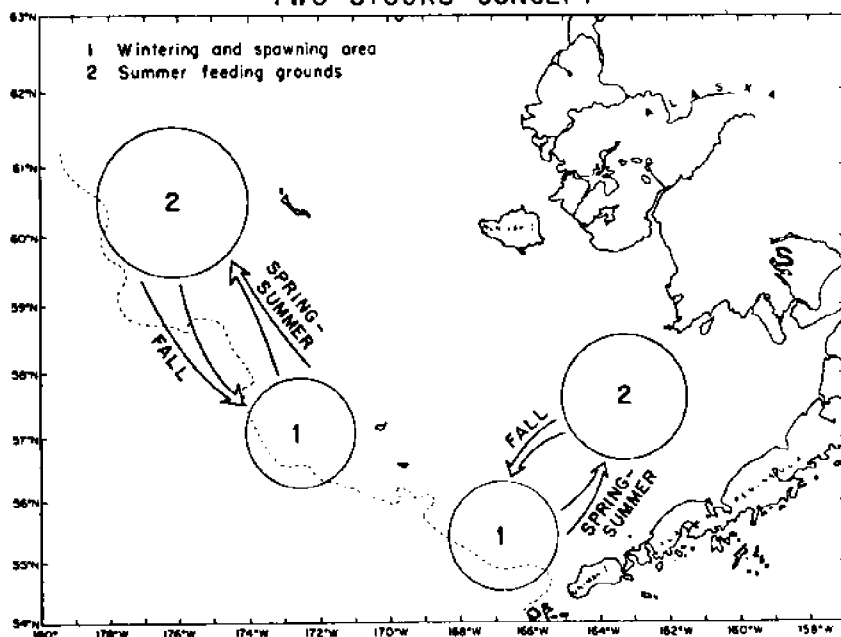 TWO STOCKS CONCEPT
63°N
1 Wintering and spawning area
2 Summer feeding grounds
62°N
ALASKA
61°N
2
60°N
SPRING-
SUMMER
59°N
FALL
58°N
2
1
57°N
FALL
56°N
1
SPRING-
SUMMER
55°N
54°N
180° 178°W 176°W 174°W 172°W 170°W 168°W 166°W 164°W 162°W 160°W 158°W